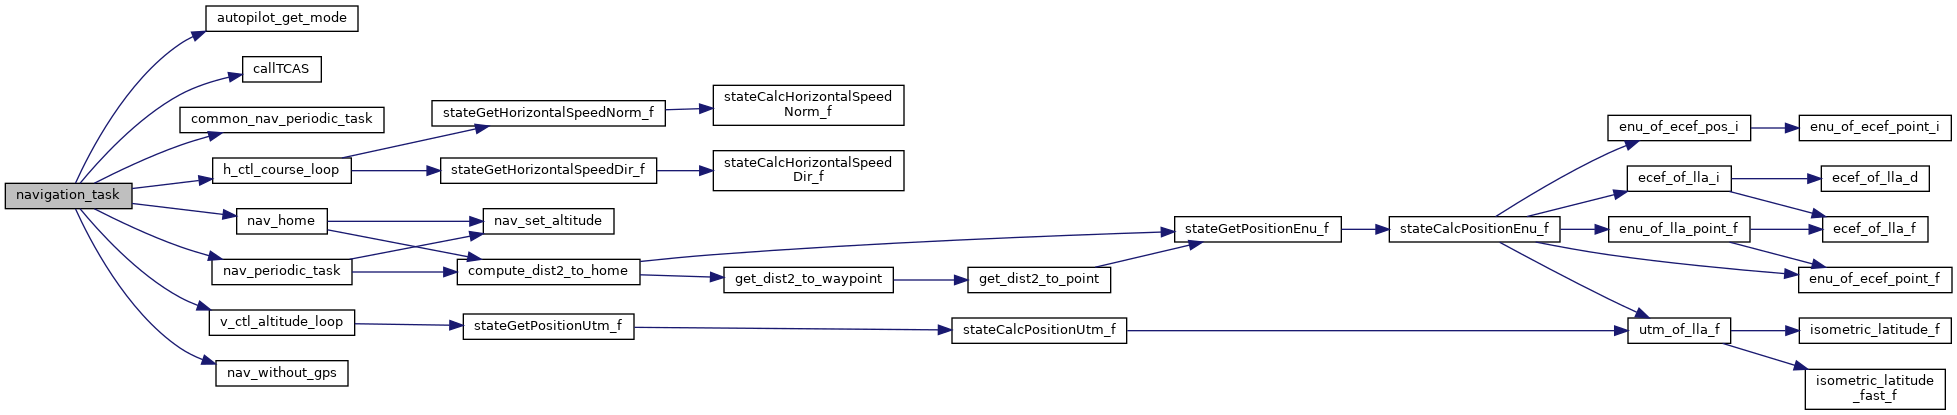 navigation_task
autopilot_get_mode
callTCAS
common_nav_periodic_task
h_ctl_course_loop
nav_home
nav_periodic_task
v_ctl_altitude_loop
nav_without_gps
stateGetHorizontalSpeedNorm_f
stateGetHorizontalSpeedDir_f
nav_set_altitude
compute_dist2_to_home
stateGetPositionUtm_f
stateCalcHorizontalSpeed
Norm_f
stateCalcHorizontalSpeed
Dir_f
get_dist2_to_waypoint
get_dist2_to_point
stateCalcPositionUtm_f
stateGetPositionEnu_f
stateCalcPositionEnu_f
enu_of_ecef_pos_i
ecef_of_lla_i
enu_of_lla_point_f
utm_of_lla_f
enu_of_ecef_point_i
ecef_of_lla_d
ecef_of_lla_f
enu_of_ecef_point_f
isometric_latitude_f
isometric_latitude
_fast_f